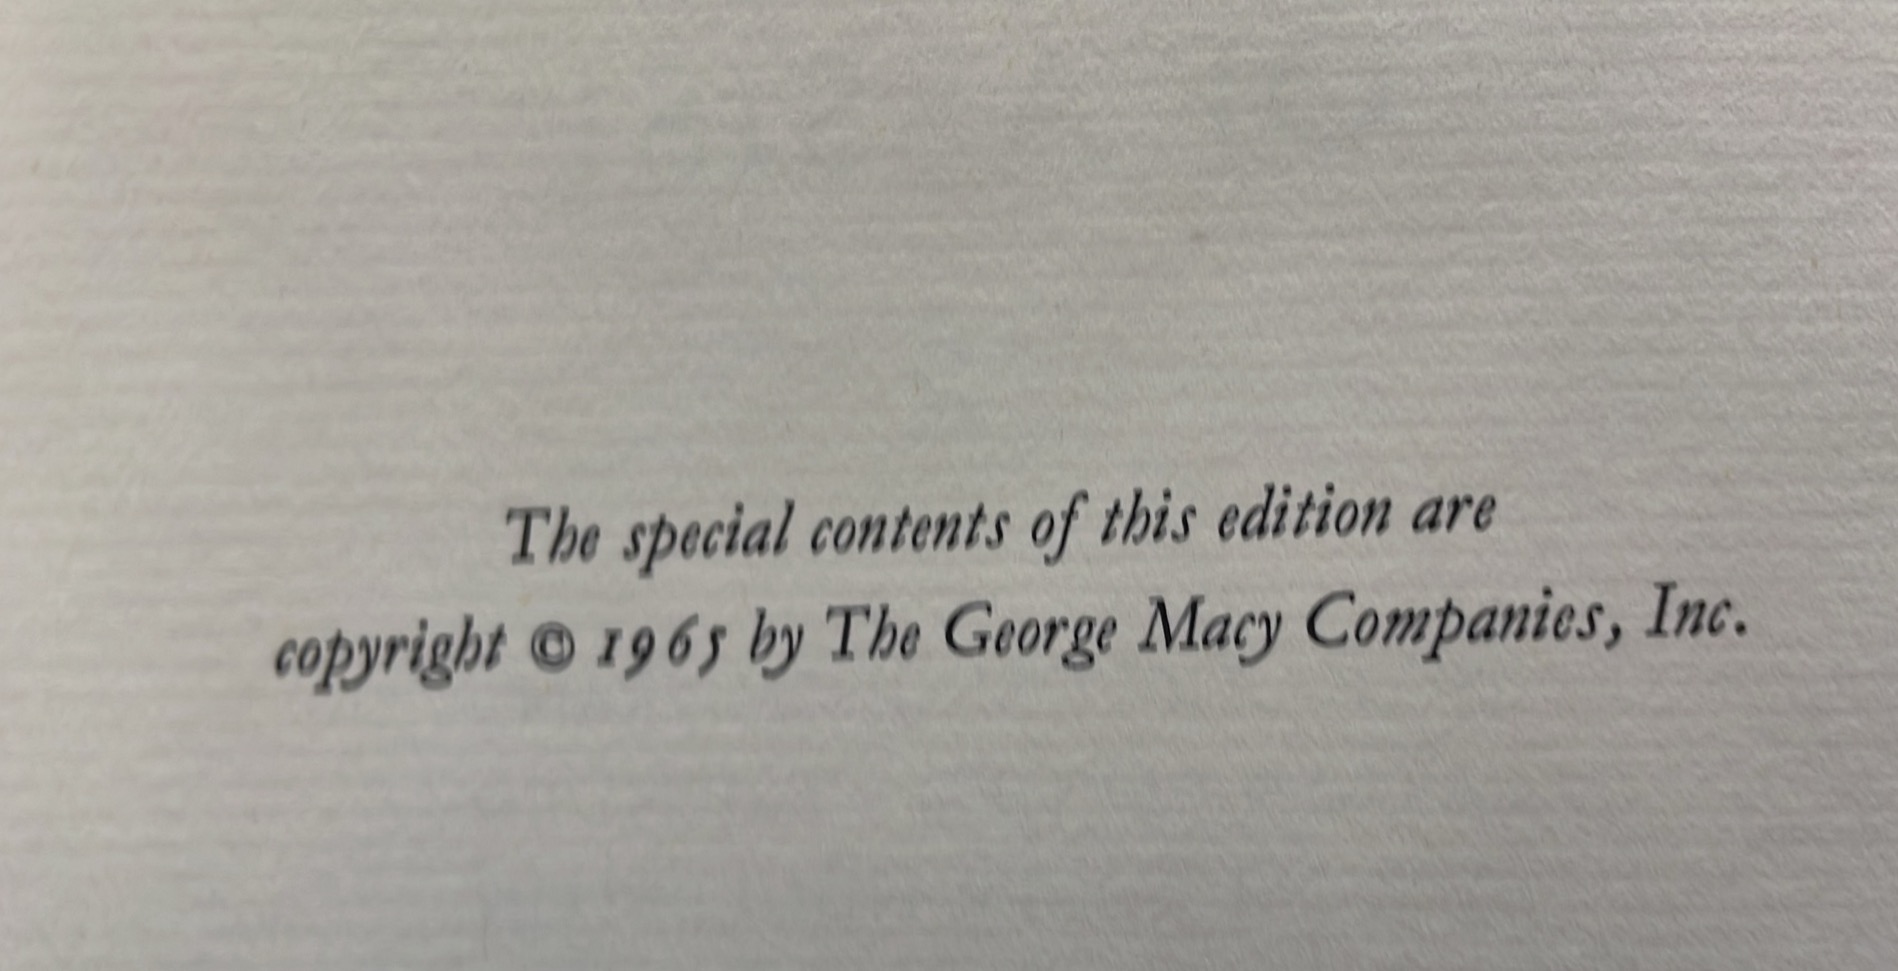 The special contents of this edition are
copyright © 1965 by The George Macy Companies, Inc.